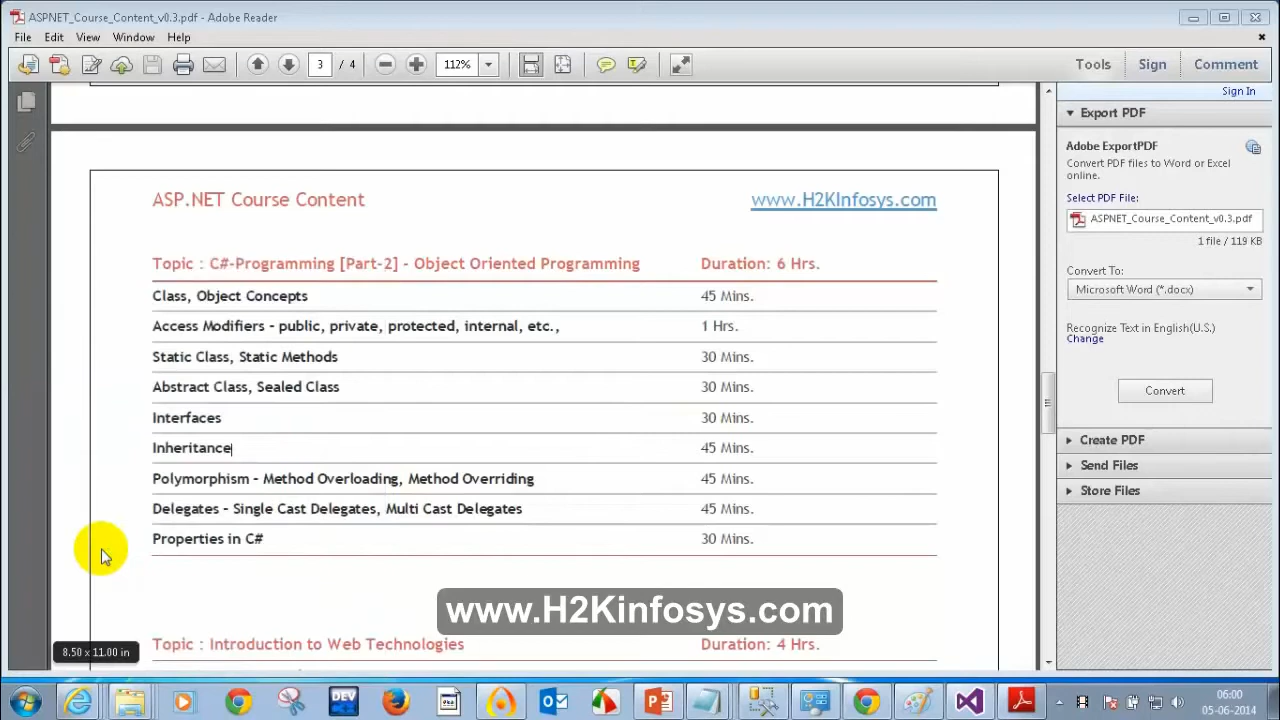 ASPNET_Course_Content_v0.3.pdf - Adobe Reader
File Edit View Window Help
3 / 4 112% Tools Sign Comment
Sign In
Export PDF
Adobe ExportPDF
Convert PDF files to Word or Excel
online.
Select PDF File:
ASPNET_Course_Content_v0.3.pdf
1 file / 119 KB
Convert To:
Microsoft Word (*.docx)
Recognize Text in English(U.S.)
Change
Convert
Create PDF
Send Files
Store Files
ASP.NET Course Content www.H2KInfosys.com
Topic : C#-Programming [Part-2] - Object Oriented Programming Duration: 6 Hrs.
Class, Object Concepts 45 Mins.
Access Modifiers - public, private, protected, internal, etc., 1 Hrs.
Static Class, Static Methods 30 Mins.
Abstract Class, Sealed Class 30 Mins.
Interfaces 30 Mins.
Inheritance 45 Mins.
Polymorphism - Method Overloading, Method Overriding 45 Mins.
Delegates - Single Cast Delegates, Multi Cast Delegates 45 Mins.
Properties in C# 30 Mins.
www.H2Kinfosys.com
Topic : Introduction to Web Technologies Duration: 4 Hrs.
8.50 x 11.00 in
DEV
06:00
05-06-2014